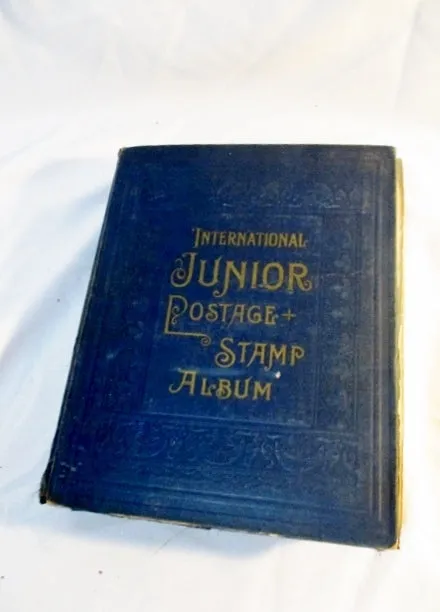 INTERNATIONAL
JUNIOR
POSTAGE+
STAMP
ALBUM